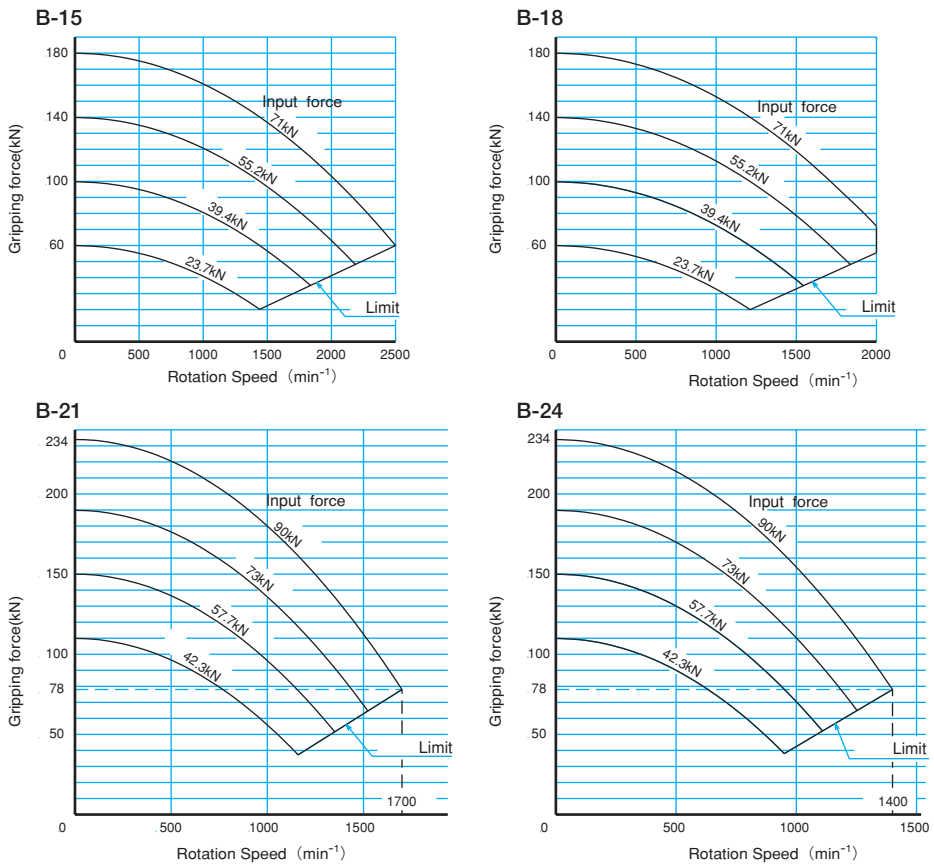 B-15
Gripping force(kN)
180
140
100
60
0
500
1000
1500
2000
2500
Rotation Speed（min⁻¹）
Input force
71kN
55.2kN
39.4kN
23.7kN
Limit
B-18
Gripping force(kN)
180
140
100
60
0
500
1000
1500
2000
Rotation Speed（min⁻¹）
Input force
71kN
55.2kN
39.4kN
23.7kN
Limit
B-21
Gripping force(kN)
234
200
150
100
78
50
0
500
1000
1500
Rotation Speed（min⁻¹）
Input force
90kN
73kN
57.7kN
42.3kN
Limit
1700
B-24
Gripping force(kN)
234
200
150
100
78
50
0
500
1000
1500
Rotation Speed（min⁻¹）
Input force
90kN
73kN
57.7kN
42.3kN
Limit
1400